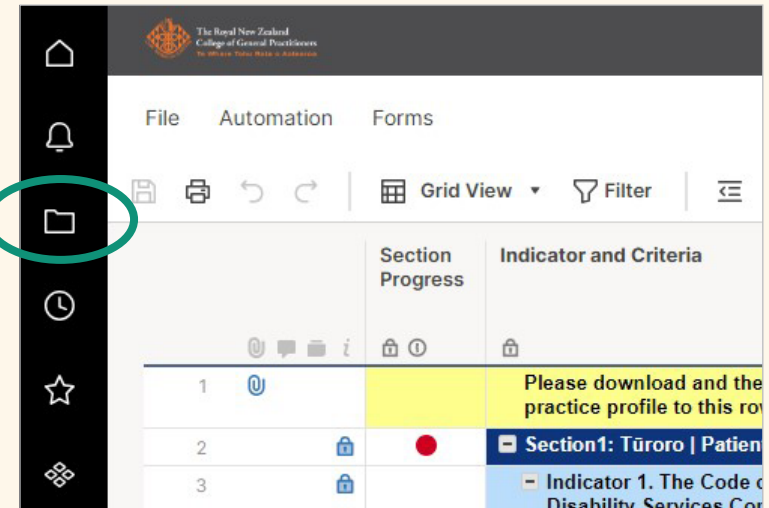 The Royal New Zealand
College of General Practitioners
File Automation Forms
Grid View Filter
Section Progress
Indicator and Criteria
1
Please download and the
practice profile to this row
2
Section1: Tūroro | Patien
3
Indicator 1. The Code o
Disability Services Con